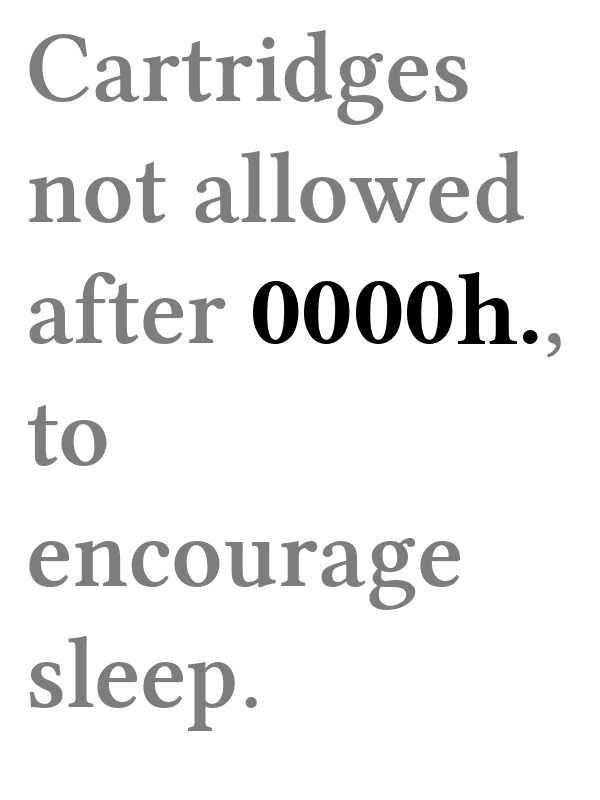 Cartridges
not allowed
after 0000h.,
to
encourage
sleep.